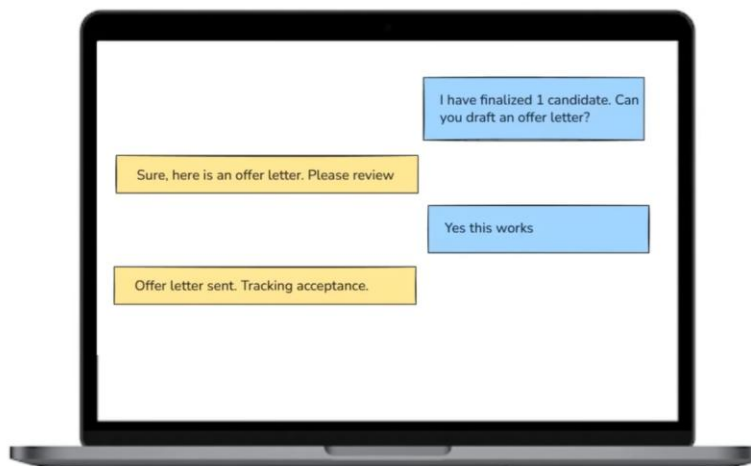 I have finalized 1 candidate. Can
you draft an offer letter?
Sure, here is an offer letter. Please review
Yes this works
Offer letter sent. Tracking acceptance.